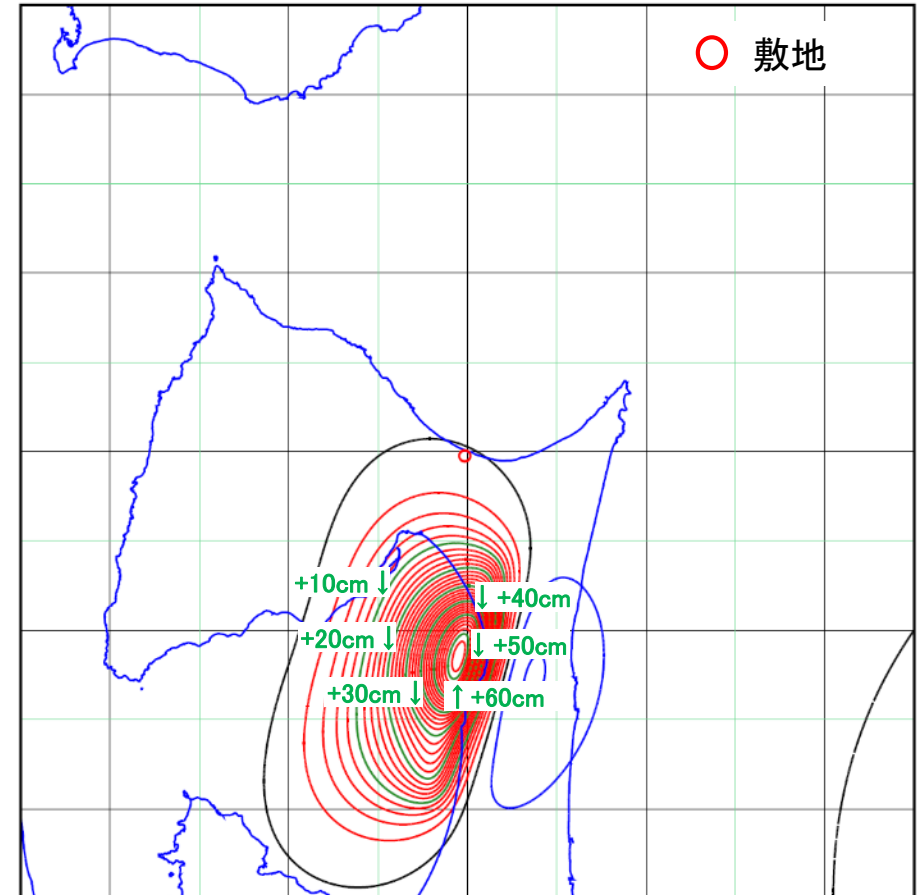 敷地
+10cm↓
↓ +40cm
+20cm↓
↓ +50cm
+30cm↓
↑ +60cm